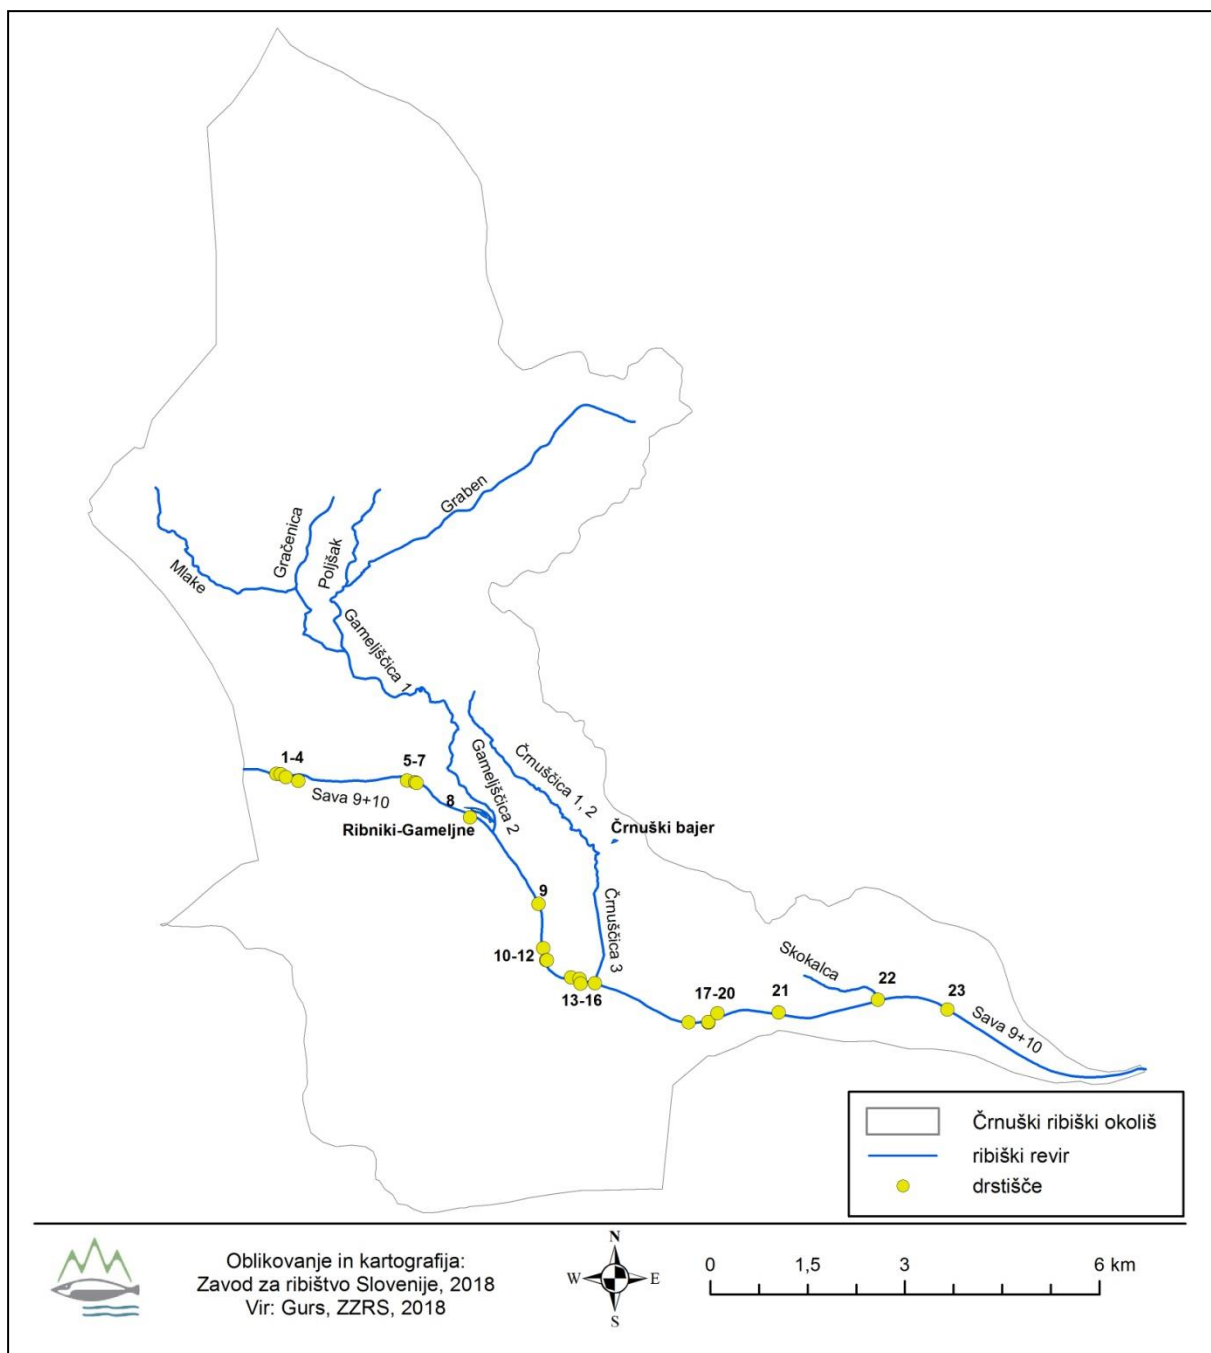 Graben
Gračenica
Poljšak
Mlake
Gameljščica 1
1-4
5-7
Sava 9+10
8
Ribniki-Gameljne
Gameljščica 2
Črnuščica 1, 2
Črnuški bajer
9
Črnuščica 3
10-12
13-16
Skokalca
17-20
21
22
23
Sava 9+10
Črnuški ribiški okoliš
ribiški revir
drstišče
Oblikovanje in kartografija:
Zavod za ribištvo Slovenije, 2018
Vir: Gurs, ZZRS, 2018
N
W
E
S
0 1,5 3 6 km